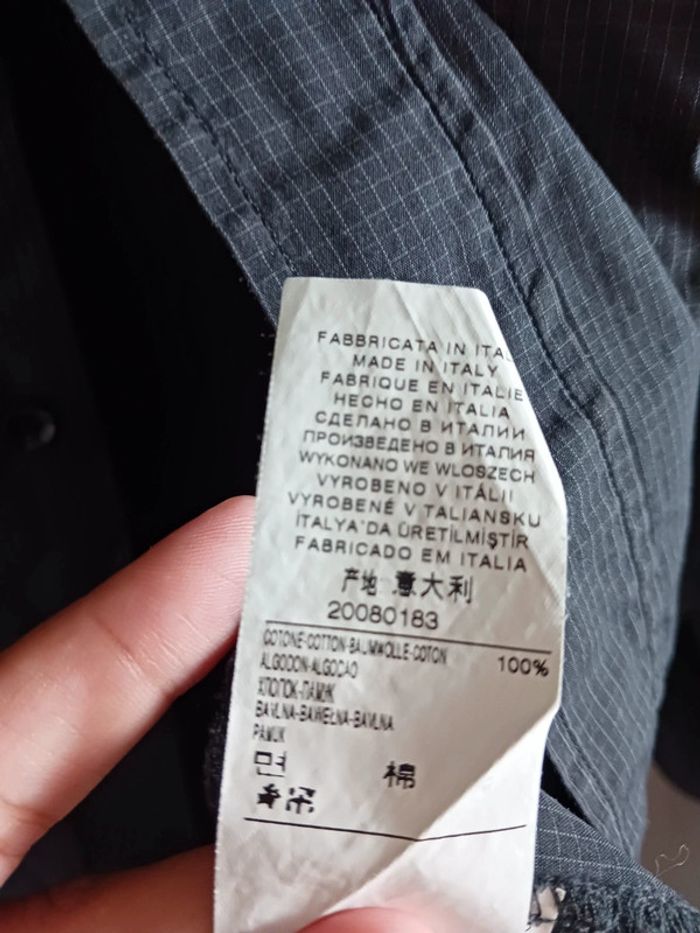 FABBRICATA IN ITAL
MADE IN ITALY
FABRIQUE EN ITALIE
HECHO EN ITALIA
СДЕЛАНО В ИТАЛИИ
ПРОИЗВЕДЕНО В ИТАЛИЯ
WYKONANO WE WLOSZECH
VYROBENO V ITÁLII
VYROBENÉ V TALIANSKU
İTALYA'DA ÜRETİLMİŞTİR
FABRICADO EM ITALIA
产地 意大利
20080183
COTONE-COTTON-BAUMWOLLE-COTON 100%
ALGODON-ALGODAO
ХЛОПОК-ПАМУК
BAVLNA-BAWEŁNA-BAVLNA
PAMUK
면 棉